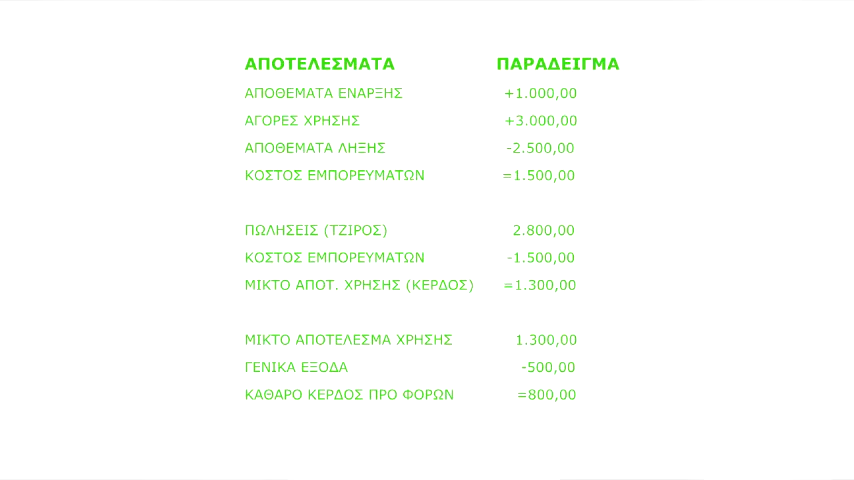 ΑΠΟΤΕΛΕΣΜΑΤΑ ΠΑΡΑΔΕΙΓΜΑ
ΑΠΟΘΕΜΑΤΑ ΕΝΑΡΞΗΣ +1.000,00
ΑΓΟΡΕΣ ΧΡΗΣΗΣ +3.000,00
ΑΠΟΘΕΜΑΤΑ ΛΗΞΗΣ -2.500,00
ΚΟΣΤΟΣ ΕΜΠΟΡΕΥΜΑΤΩΝ =1.500,00
ΠΩΛΗΣΕΙΣ (ΤΖΙΡΟΣ) 2.800,00
ΚΟΣΤΟΣ ΕΜΠΟΡΕΥΜΑΤΩΝ -1.500,00
ΜΙΚΤΟ ΑΠΟΤ. ΧΡΗΣΗΣ (ΚΕΡΔΟΣ) =1.300,00
ΜΙΚΤΟ ΑΠΟΤΕΛΕΣΜΑ ΧΡΗΣΗΣ 1.300,00
ΓΕΝΙΚΑ ΕΞΟΔΑ -500,00
ΚΑΘΑΡΟ ΚΕΡΔΟΣ ΠΡΟ ΦΟΡΩΝ =800,00